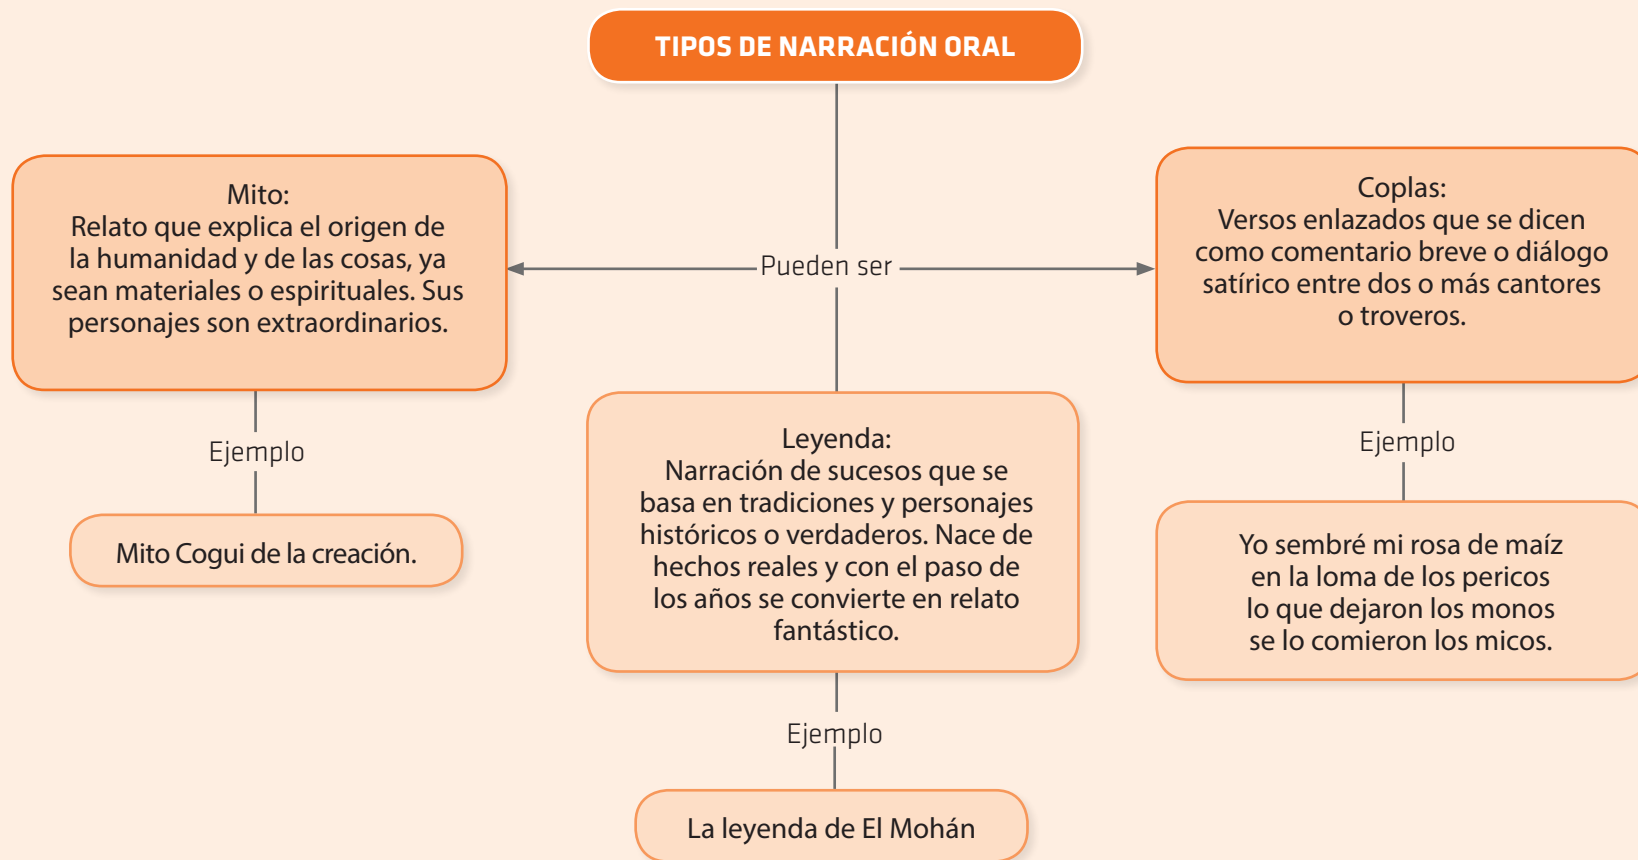 TIPOS DE NARRACIÓN ORAL
Pueden ser
Mito:
Relato que explica el origen de
la humanidad y de las cosas, ya
sean materiales o espirituales. Sus
personajes son extraordinarios.
Ejemplo
Mito Cogui de la creación.
Leyenda:
Narración de sucesos que se
basa en tradiciones y personajes
históricos o verdaderos. Nace de
hechos reales y con el paso de
los años se convierte en relato
fantástico.
Ejemplo
La leyenda de El Mohán
Coplas:
Versos enlazados que se dicen
como comentario breve o diálogo
satírico entre dos o más cantores
o troveros.
Ejemplo
Yo sembré mi rosa de maíz
en la loma de los pericos
lo que dejaron los monos
se lo comieron los micos.